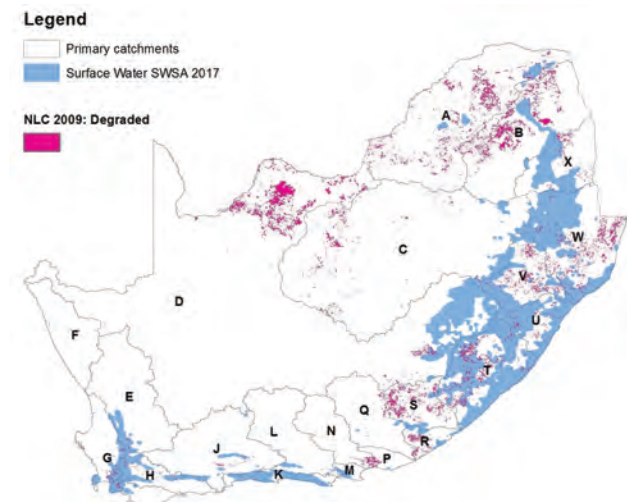 Legend
Primary catchments
Surface Water SWSA 2017
NLC 2009: Degraded
A
B
X
C
W
D
V
F
U
T
E
Q
S
L
N
R
J
G
H
K
M
P